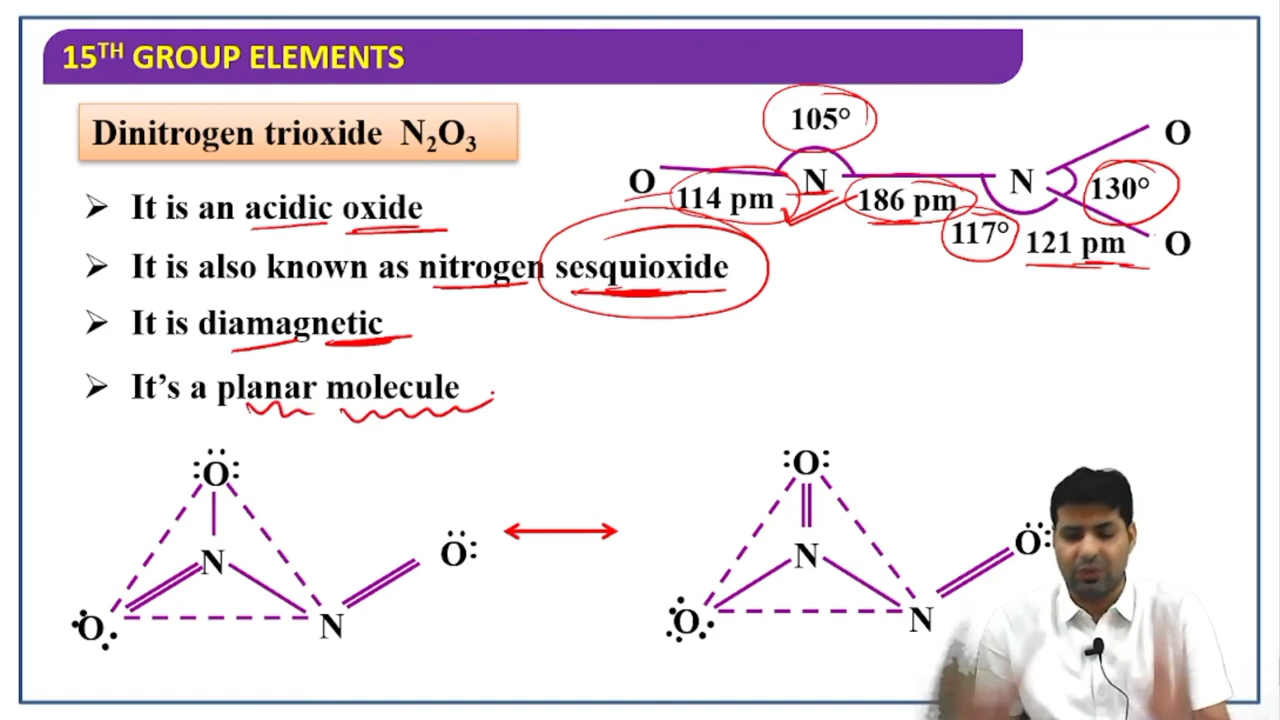 15TH GROUP ELEMENTS
Dinitrogen trioxide N₂O₃
➢ It is an acidic oxide
➢ It is also known as nitrogen sesquioxide
➢ It is diamagnetic
➢ It’s a planar molecule
105°
O N N O
114 pm 186 pm 130°
117° 121 pm O
O
N O
O N
O
N O
O N